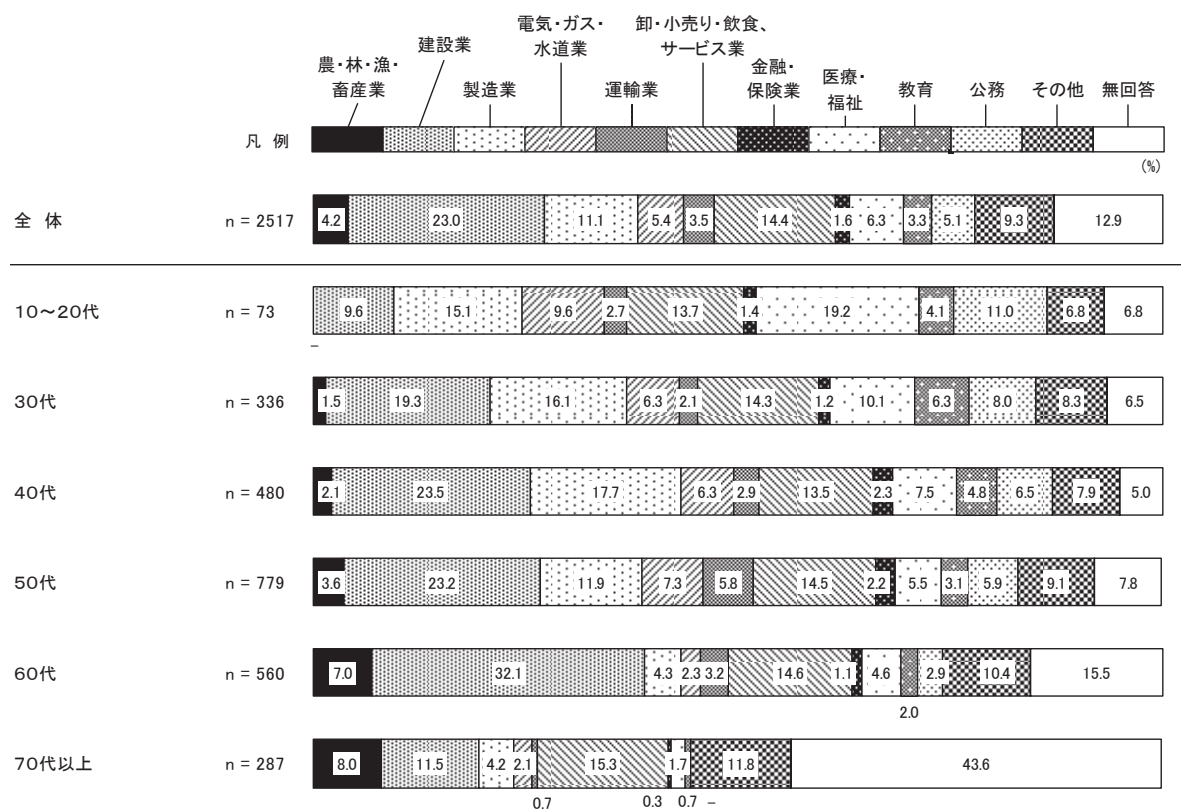 農・林・漁・
畜産業
建設業
製造業
電気・ガス・
水道業
運輸業
卸・小売り・飲食、
サービス業
金融・
保険業
医療・
福祉
教育
公務
その他
無回答
凡 例
(%)
全 体 n = 2517 4.2 23.0 11.1 5.4 3.5 14.4 1.6 6.3 3.3 5.1 9.3 12.9
10～20代 n = 73 9.6 15.1 9.6 2.7 13.7 1.4 19.2 4.1 11.0 6.8 6.8
–
30代 n = 336 1.5 19.3 16.1 6.3 2.1 14.3 1.2 10.1 6.3 8.0 8.3 6.5
40代 n = 480 2.1 23.5 17.7 6.3 2.9 13.5 2.3 7.5 4.8 6.5 7.9 5.0
50代 n = 779 3.6 23.2 11.9 7.3 5.8 14.5 2.2 5.5 3.1 5.9 9.1 7.8
60代 n = 560 7.0 32.1 4.3 2.3 3.2 14.6 1.1 4.6 2.9 10.4 15.5
2.0
70代以上 n = 287 8.0 11.5 4.2 2.1 15.3 1.7 11.8 43.6
0.7 0.3 0.7 –